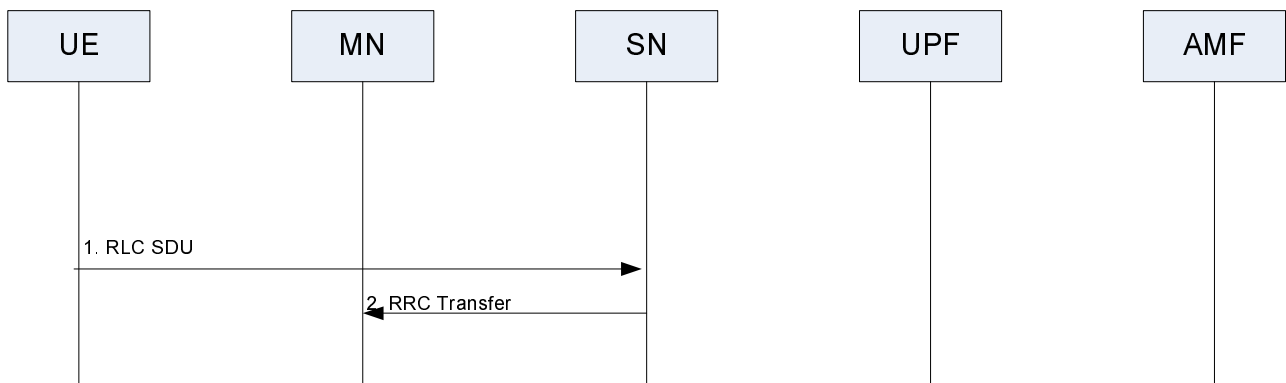 UE
MN
SN
UPF
AMF
1. RLC SDU
2. RRC Transfer